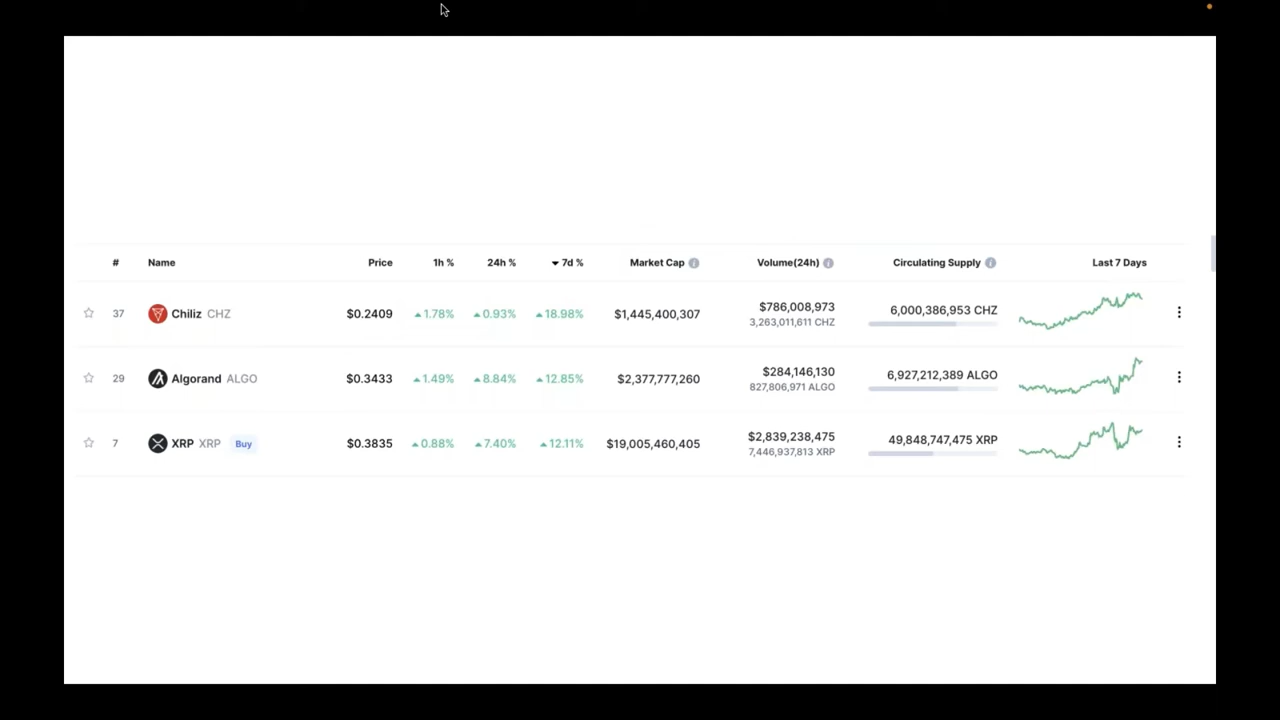 # Name Price 1h % 24h % 7d % Market Cap Volume(24h) Circulating Supply Last 7 Days
37 Chiliz CHZ $0.2409 1.78% 0.93% 18.98% $1,445,400,307 $786,008,973 6,000,386,953 CHZ
3,263,011,611 CHZ
29 Algorand ALGO $0.3433 1.49% 8.84% 12.85% $2,377,777,260 $284,146,130 6,927,212,389 ALGO
827,806,971 ALGO
7 XRP XRP Buy $0.3835 0.88% 7.40% 12.11% $19,005,460,405 $2,839,238,475 49,848,747,475 XRP
7,446,937,813 XRP